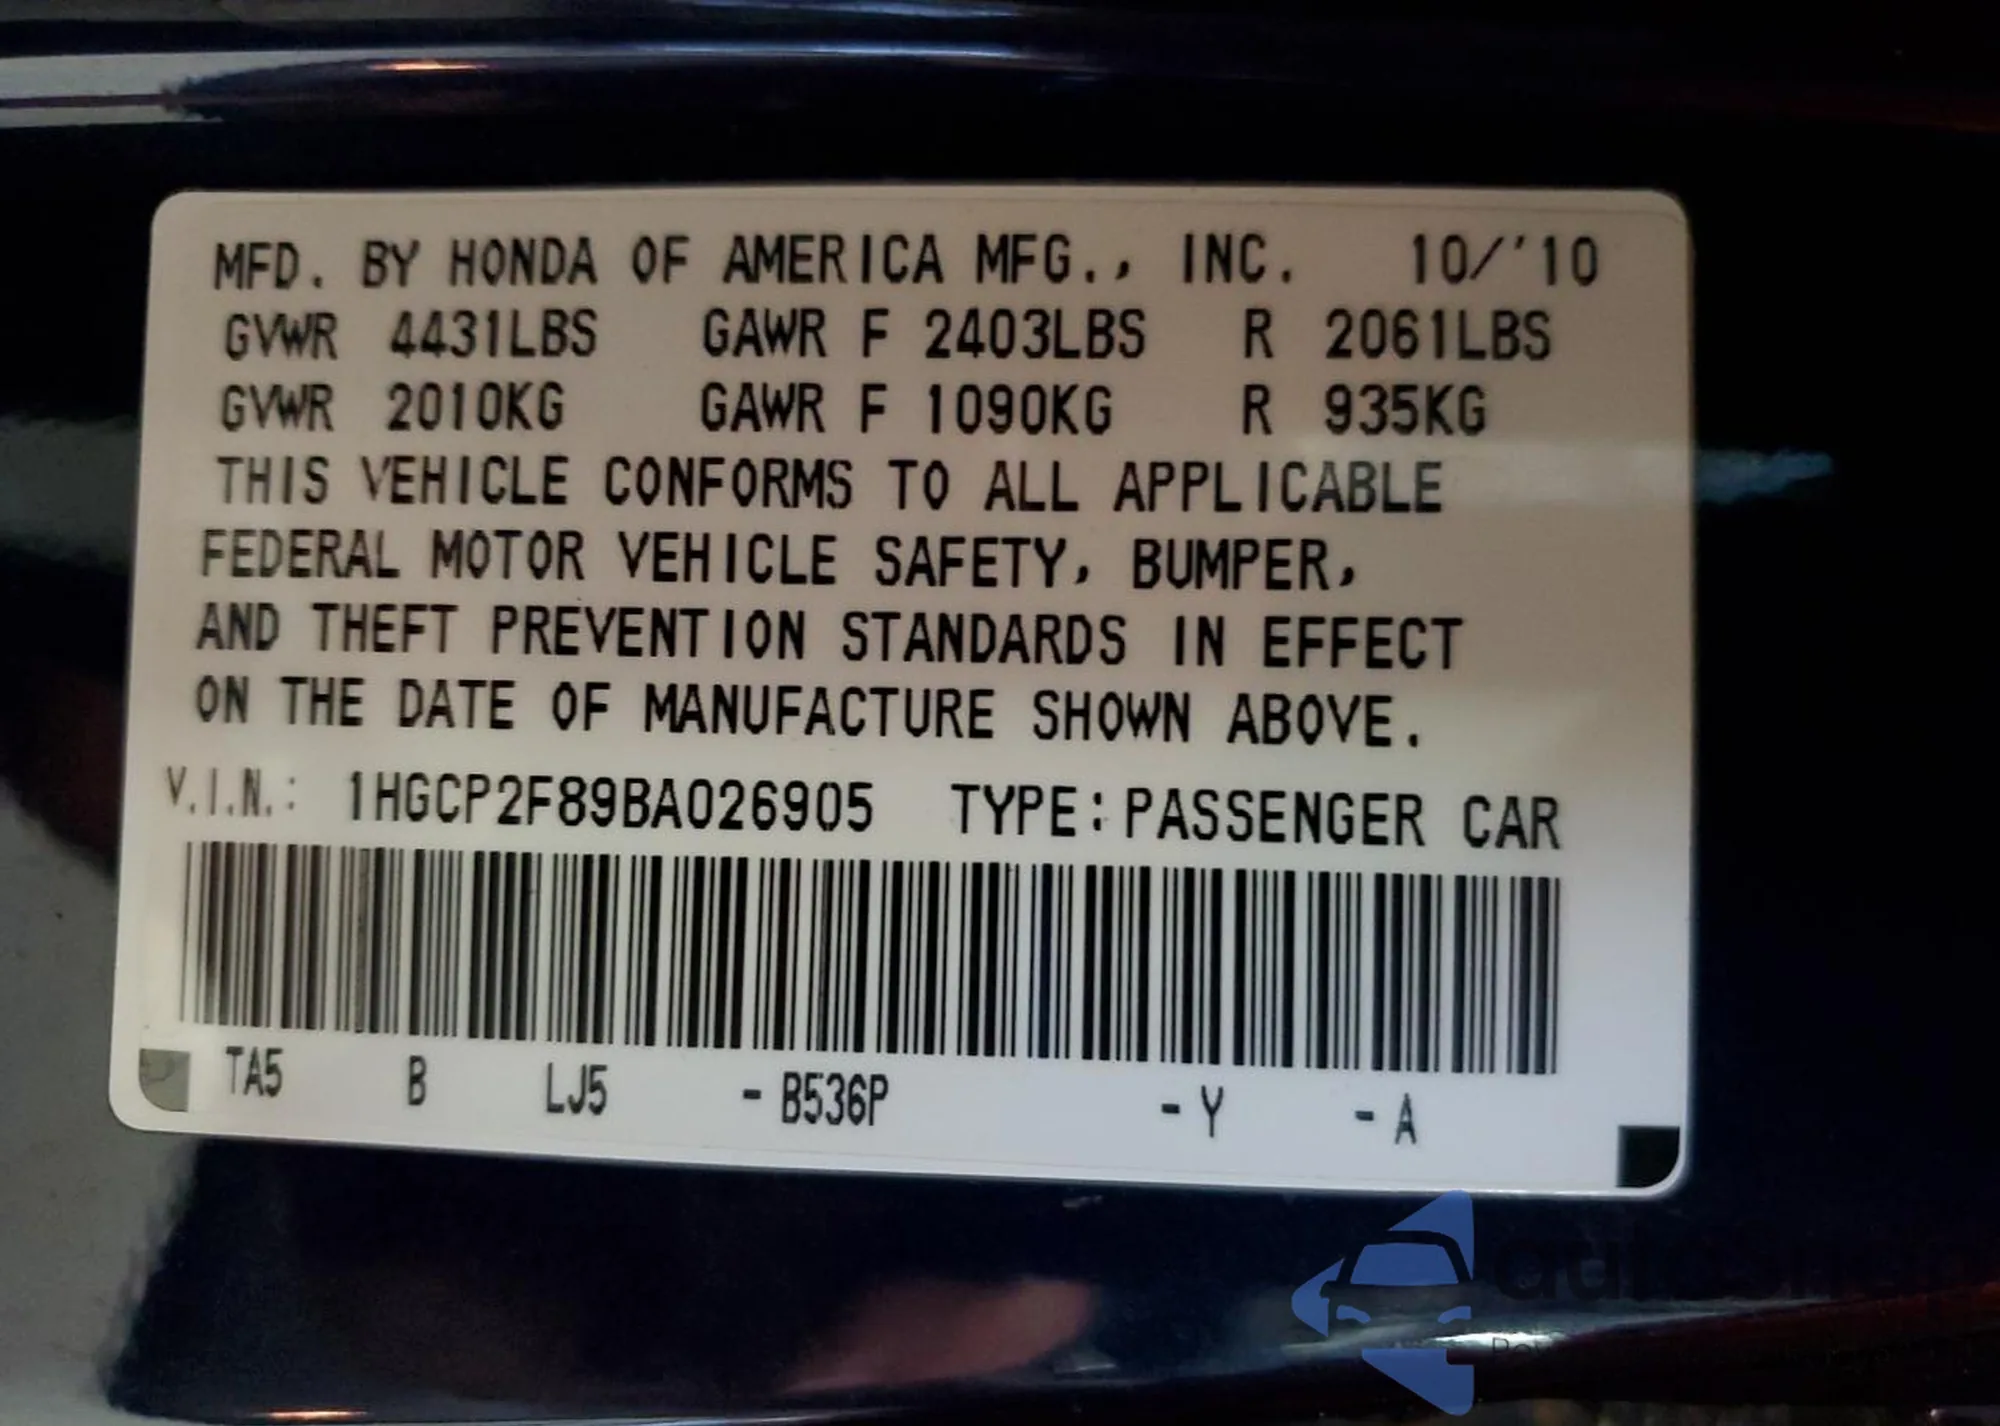 MFD. BY HONDA OF AMERICA MFG., INC. 10/'10
GVWR 4431LBS GAWR F 2403LBS R 2061LBS
GVWR 2010KG GAWR F 1090KG R 935KG
THIS VEHICLE CONFORMS TO ALL APPLICABLE
FEDERAL MOTOR VEHICLE SAFETY, BUMPER,
AND THEFT PREVENTION STANDARDS IN EFFECT
ON THE DATE OF MANUFACTURE SHOWN ABOVE.
V.I.N.: 1HGCP2F89BA026905 TYPE: PASSENGER CAR
TA5 B LJ5 - B536P - Y - A